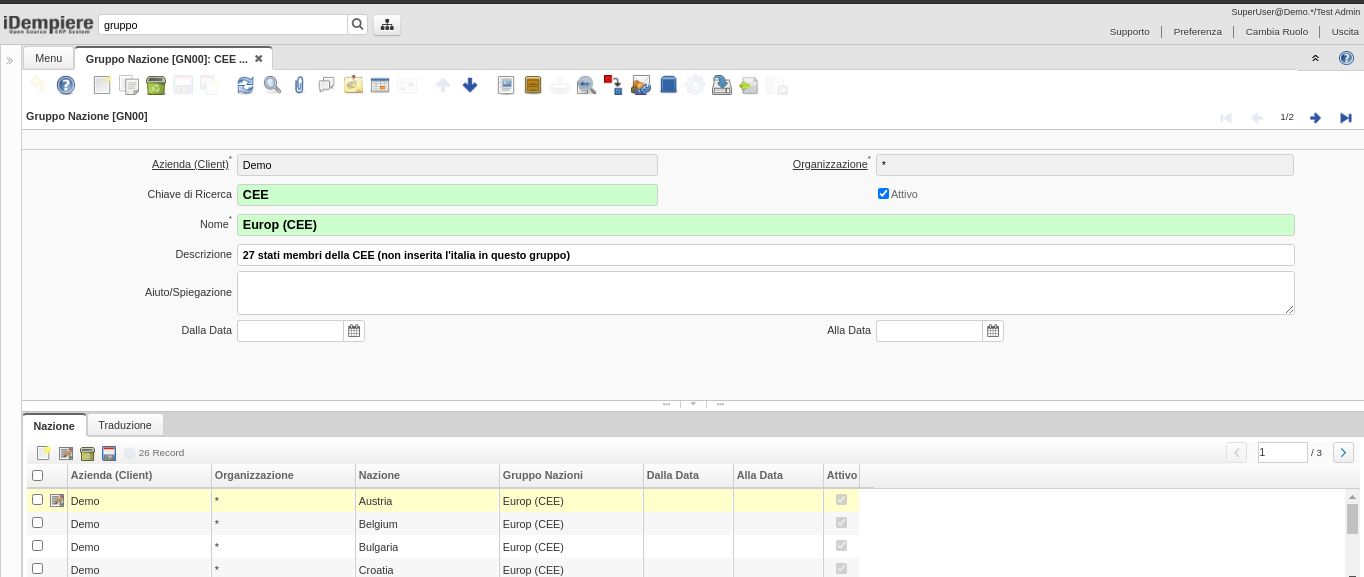 SuperUser@Demo.*/Test Admin
iDempiere
Open Source ERP System
gruppo
Supporto
Preferenza
Cambia Ruolo
Uscita
Menu
Gruppo Nazione [GN00]: CEE ...
Gruppo Nazione [GN00]
1/2
Azienda (Client)* Demo
Organizzazione* *
Chiave di Ricerca CEE
Attivo
Nome* Europ (CEE)
Descrizione 27 stati membri della CEE (non inserita l'italia in questo gruppo)
Aiuto/Spiegazione
Dalla Data
Alla Data
Nazione
Traduzione
26 Record
1 / 3
Azienda (Client) Organizzazione Nazione Gruppo Nazioni Dalla Data Alla Data Attivo
Demo * Austria Europ (CEE)
Demo * Belgium Europ (CEE)
Demo * Bulgaria Europ (CEE)
Demo * Croatia Europ (CEE)